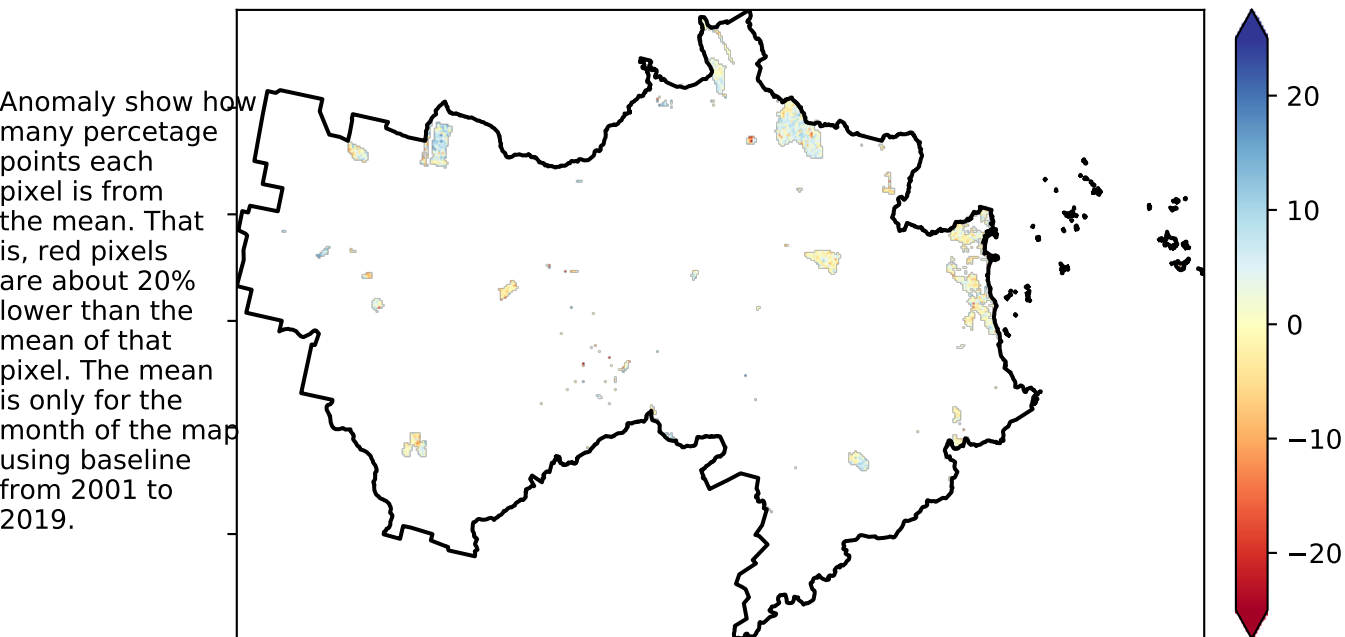 Anomaly show how
many percetage
points each
pixel is from
the mean. That
is, red pixels
are about 20%
lower than the
mean of that
pixel. The mean
is only for the
month of the map
using baseline
from 2001 to
2019.
20
10
0
−10
−20